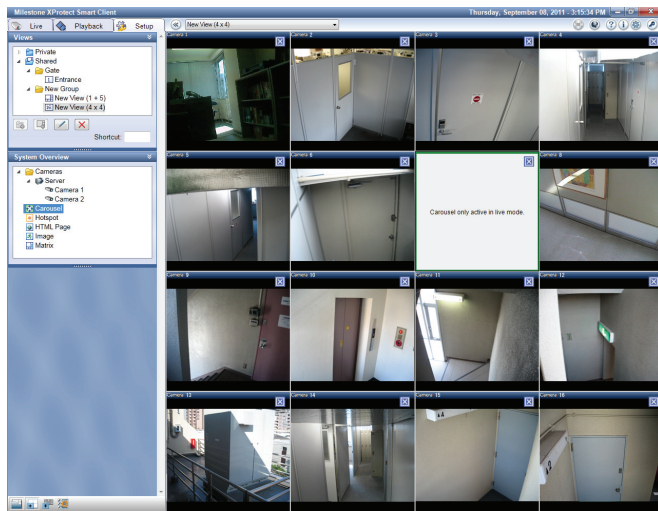 Milestone XProtect Smart Client
Thursday, September 08, 2011 - 3:15:34 PM
Live
Playback
Setup
New View (4 x 4)
Views
Private
Shared
Gate
Entrance
New Group
New View (1 + 5)
New View (4 x 4)
Shortcut:
System Overview
Cameras
Server
Camera 1
Camera 2
Carousel
Hotspot
HTML Page
Image
Matrix
Camera 1
Camera 2
Camera 3
Camera 4
Camera 5
Camera 6
Carousel only active in live mode.
Camera 8
Camera 9
Camera 10
Camera 11
Camera 12
Camera 13
Camera 14
Camera 15
Camera 16